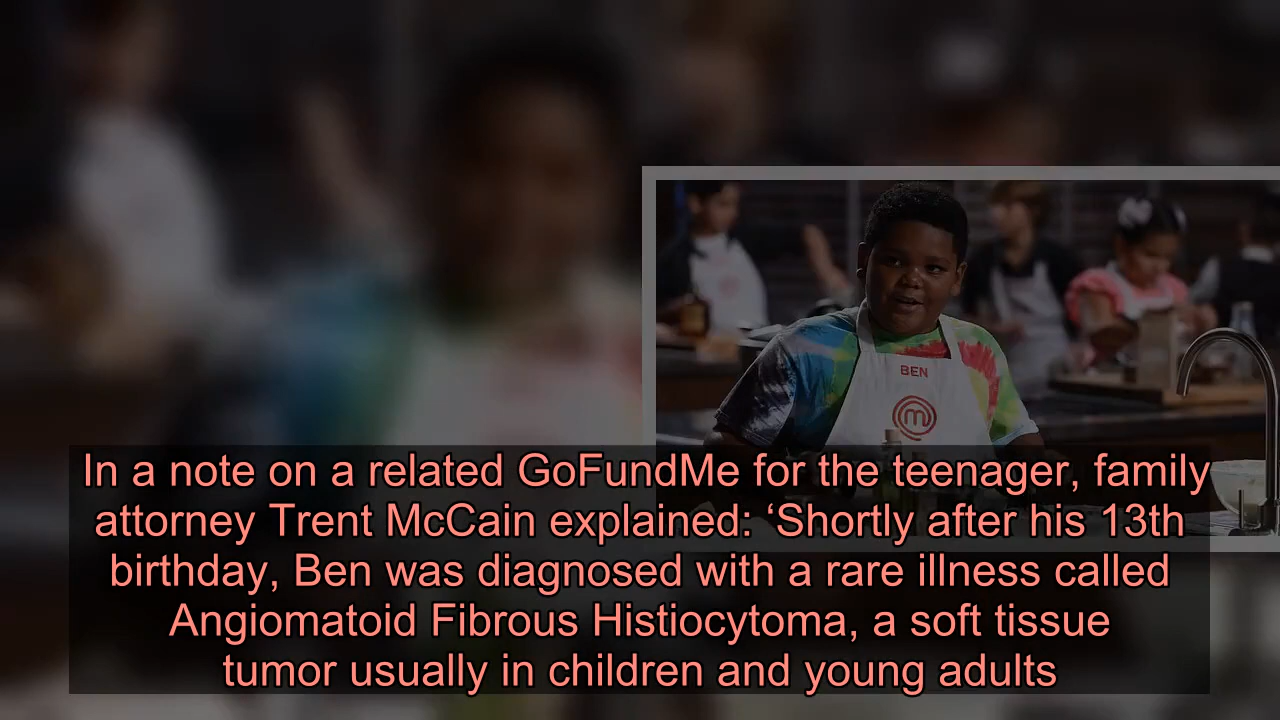 BEN
In a note on a related GoFundMe for the teenager, family
attorney Trent McCain explained: ‘Shortly after his 13th
birthday, Ben was diagnosed with a rare illness called
Angiomatoid Fibrous Histiocytoma, a soft tissue
tumor usually in children and young adults